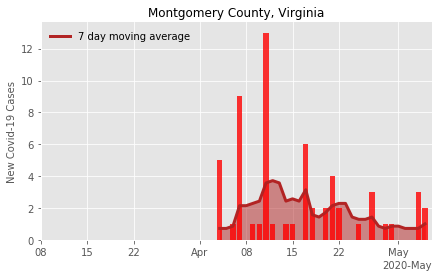 Montgomery County, Virginia
7 day moving average
New Covid-19 Cases
12
10
8
6
4
2
0
08 15 22 Apr 08 15 22 May
2020-May